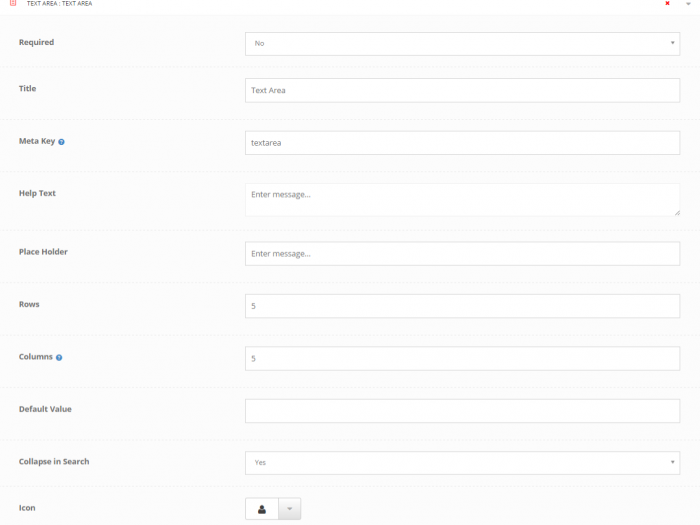 TEXT AREA : TEXT AREA
Required
No
Title
Text Area
Meta Key
textarea
Help Text
Enter message...
Place Holder
Enter message...
Rows
5
Columns
5
Default Value
Collapse in Search
Yes
Icon